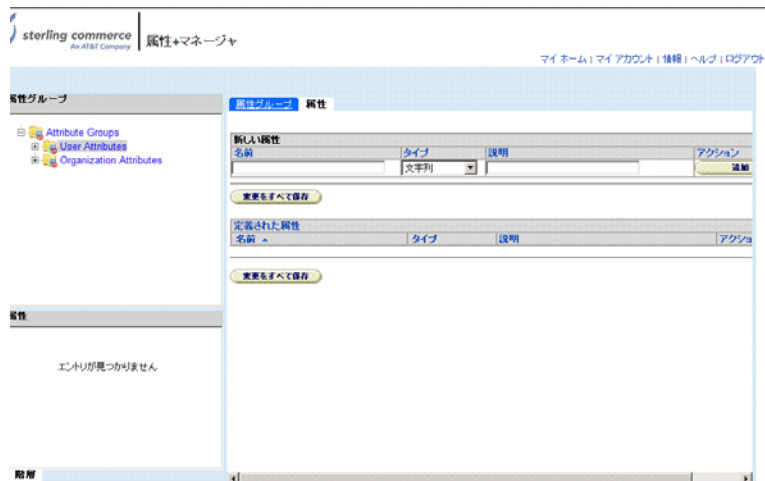 sterling commerce
An AT&T Company
属性+マネージャ
マイ ホーム | マイ アカウント | 情報 | ヘルプ | ログアウト
属性グループ
属性グループ 属性
Attribute Groups
User Attributes
Organization Attributes
新しい属性
名前 タイプ 説明 アクション
文字列 追加
変更をすべて保存
定義された属性
名前 タイプ 説明 アクショ
変更をすべて保存
属性
エントリが見つかりません
階層